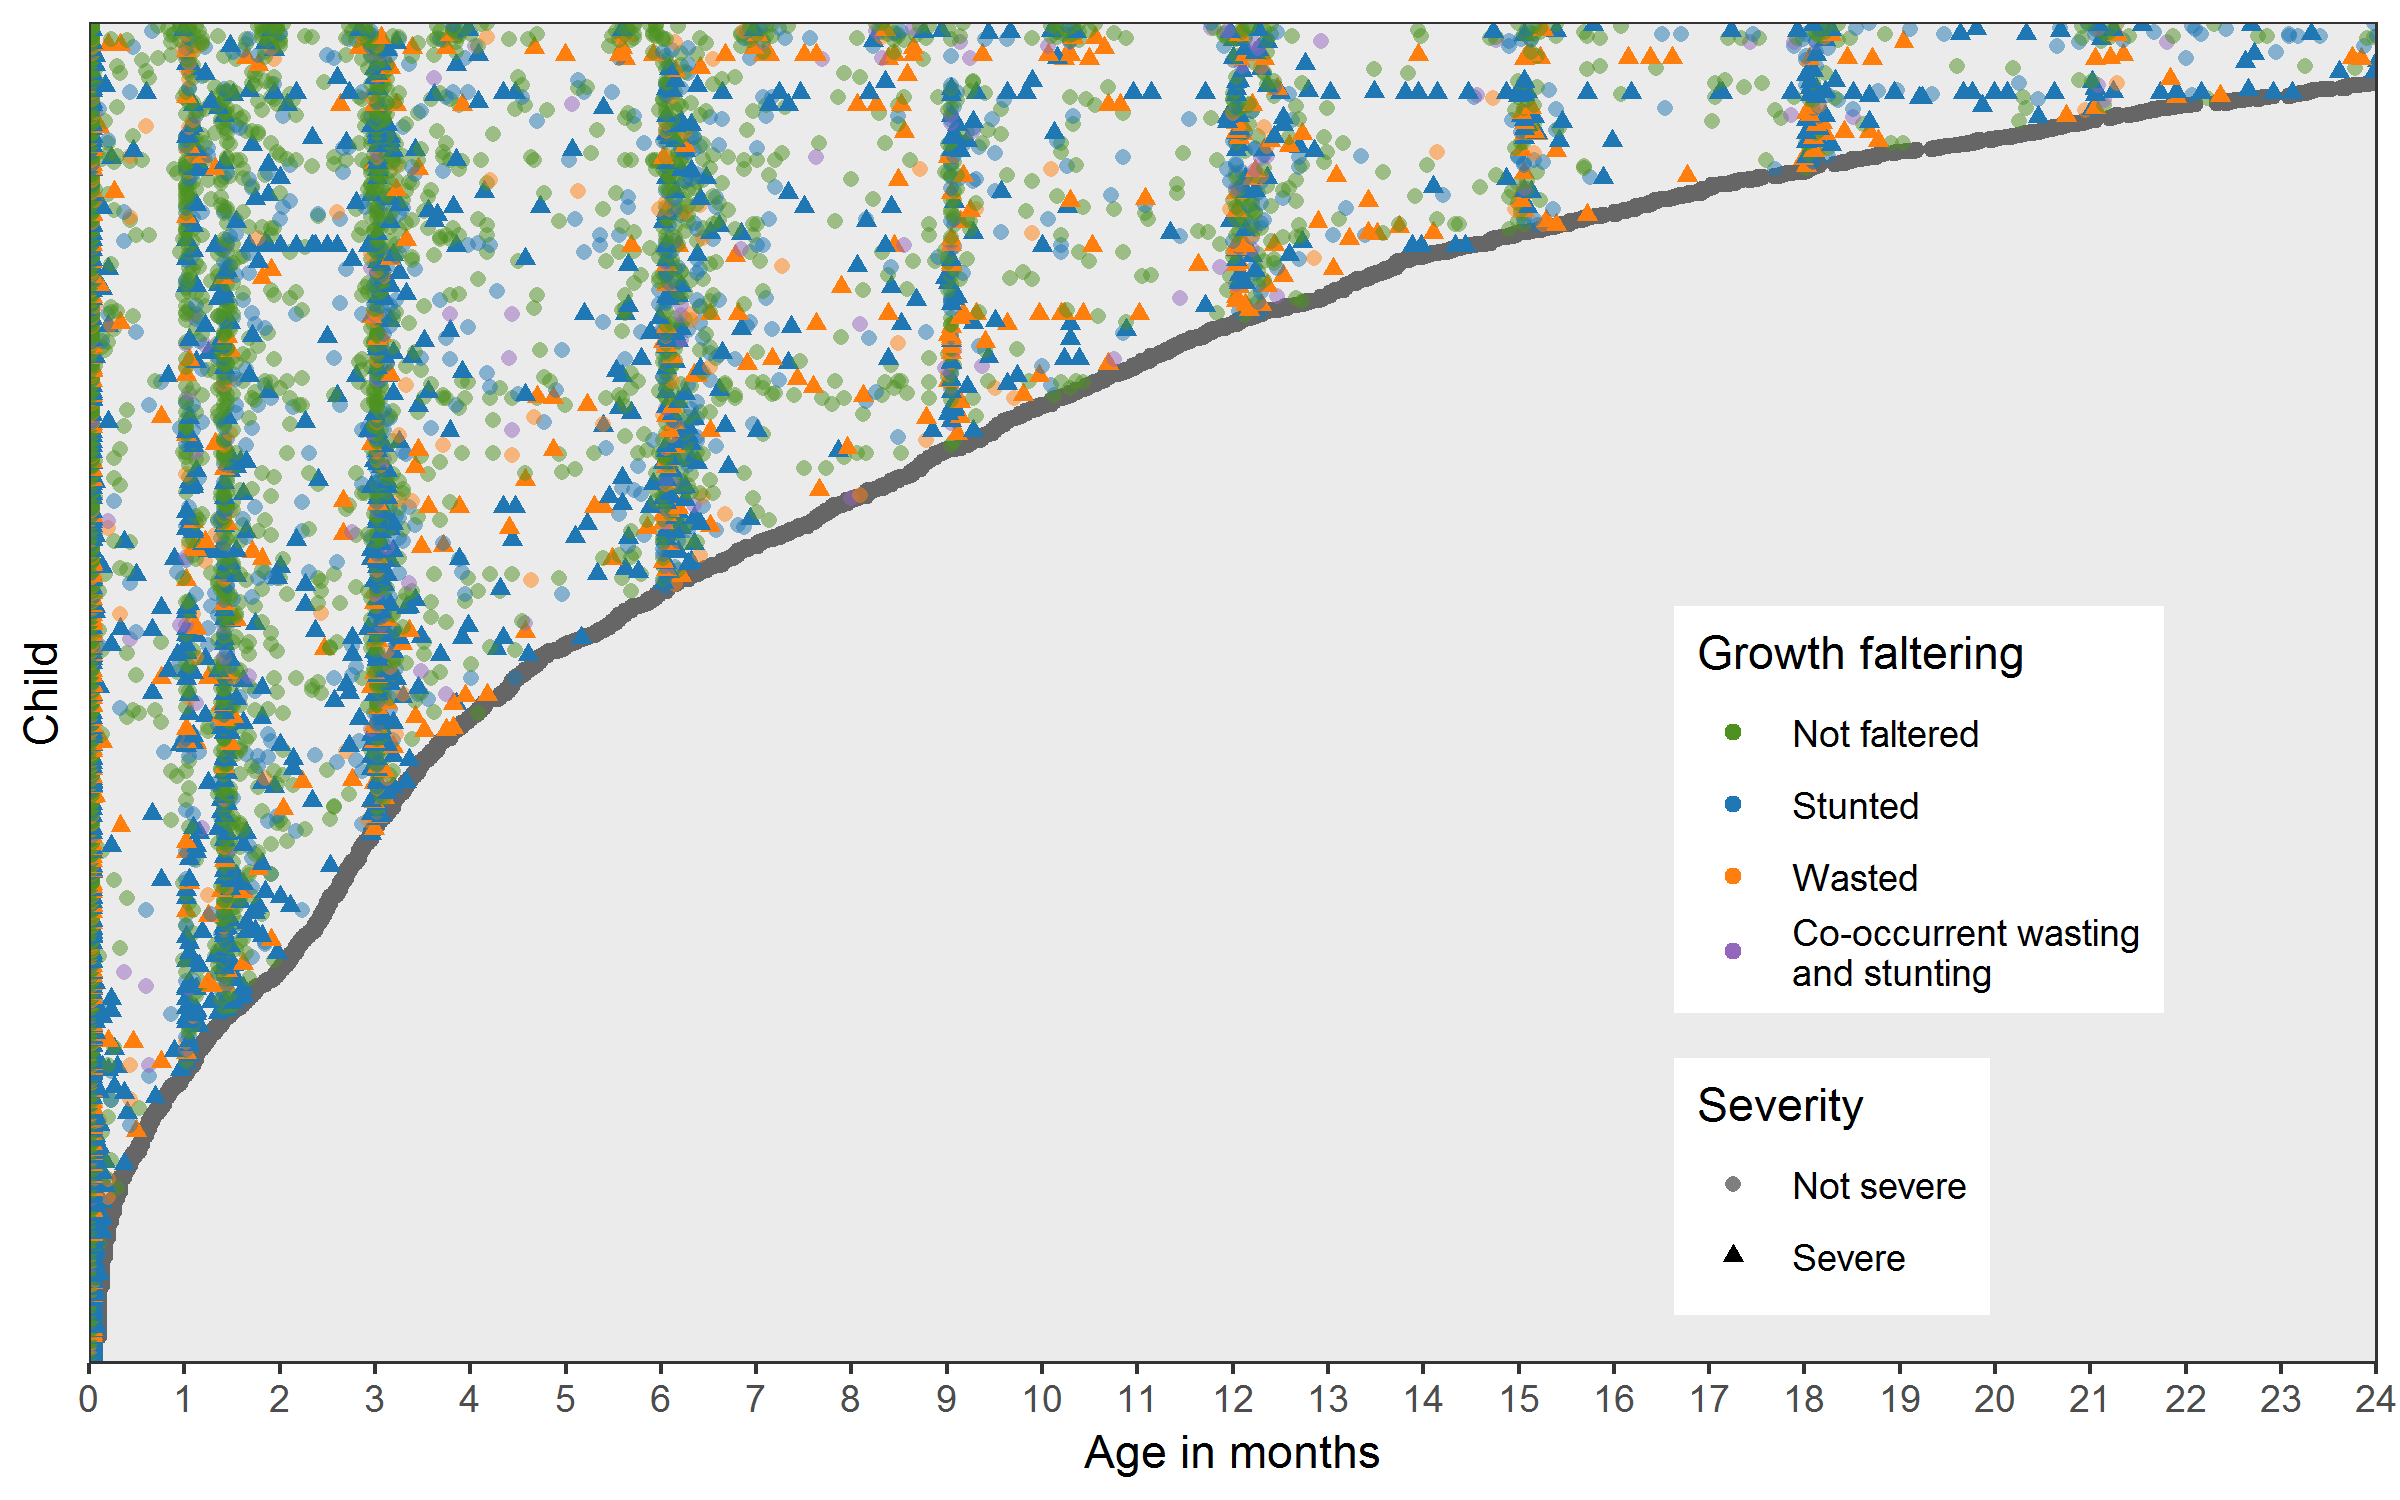 Child
Growth faltering
Not faltered
Stunted
Wasted
Co-occurrent wasting
and stunting
Severity
Not severe
Severe
0 1 2 3 4 5 6 7 8 9 10 11 12 13 14 15 16 17 18 19 20 21 22 23 24
Age in months